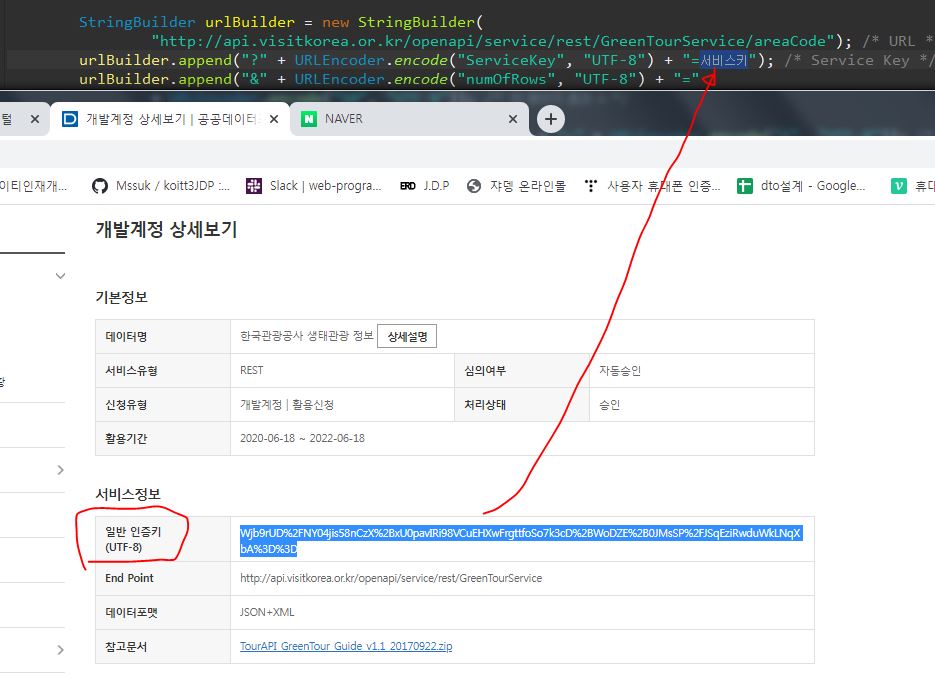 StringBuilder urlBuilder = new StringBuilder(
"http://api.visitkorea.or.kr/openapi/service/rest/GreenTourService/areaCode"); /* URL *
urlBuilder.append("?" + URLEncoder.encode("ServiceKey", "UTF-8") + "=서비스키"); /* Service Key */
urlBuilder.append("&" + URLEncoder.encode("numOfRows", "UTF-8") + "="
털 × 개발계정 상세보기 | 공공데이터 × NAVER × +
이티인재개... Mssuk / koitt3JDP :... Slack | web-progra... ERD J.D.P 쟈뎅 온라인몰 사용자 휴대폰 인증... dto설계 - Google... 휴대
개발계정 상세보기
기본정보
데이터명 한국관광공사 생태관광 정보 상세설명
서비스유형 REST 심의여부 자동승인
신청유형 개발계정 | 활용신청 처리상태 승인
활용기간 2020-06-18 ~ 2022-06-18
서비스정보
일반 인증키
(UTF-8)
Wjb9rUD%2FNY04jis58nCzX%2BxU0pavIRi98VCuEHXwFrgttfoSo7k3cD%2BWoDZE%2B0JMsSP%2FJSqEziRwduWkLNqX
bA%3D%3D
End Point http://api.visitkorea.or.kr/openapi/service/rest/GreenTourService
데이터포맷 JSON+XML
참고문서 TourAPI_GreenTour_Guide_v1.1_20170922.zip